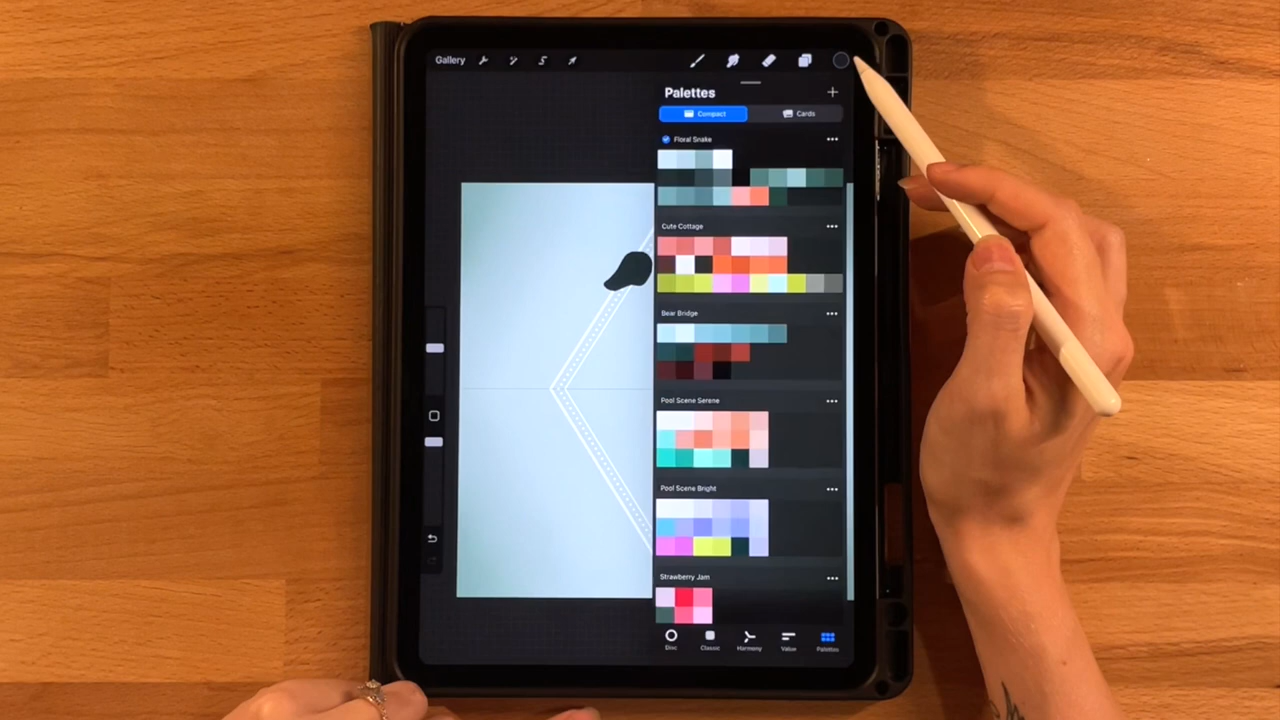 Gallery
Palettes
Compact
Cards
Floral Snake
Cute Cottage
Bear Bridge
Pool Scene Serene
Pool Scene Bright
Strawberry Jam
Disc
Classic
Harmony
Value
Palettes